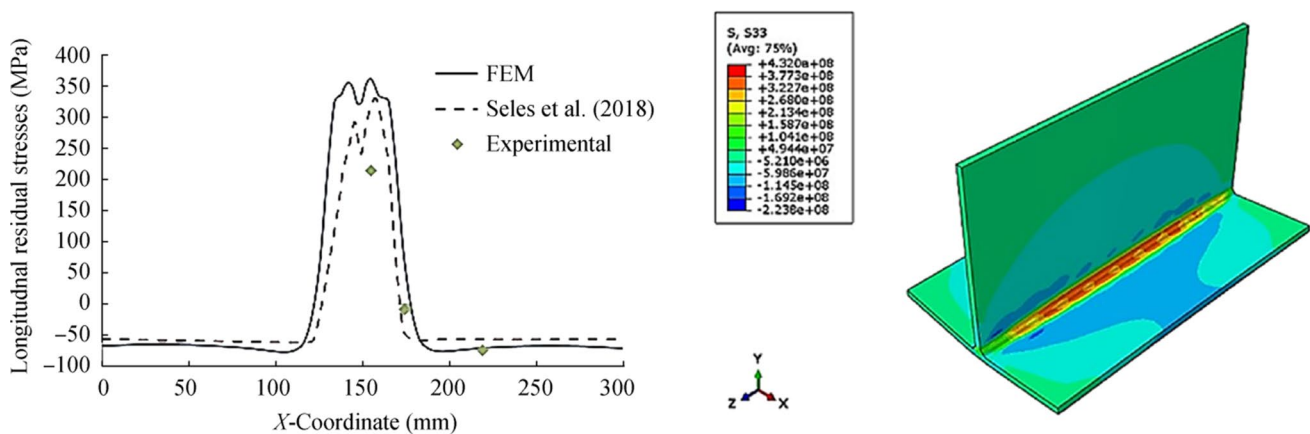 400
350
300
250
200
150
100
50
0
−50
−100
Longitudnal residual stresses (MPa)
FEM
Seles et al. (2018)
Experimental
0 50 100 150 200 250 300
X-Coordinate (mm)
S, S33
(Avg: 75%)
+4.320e+08
+3.773e+08
+3.227e+08
+2.680e+08
+2.134e+08
+1.587e+08
+1.041e+08
+4.944e+07
-5.210e+06
-5.986e+07
-1.145e+08
-1.692e+08
-2.238e+08
Y
Z X